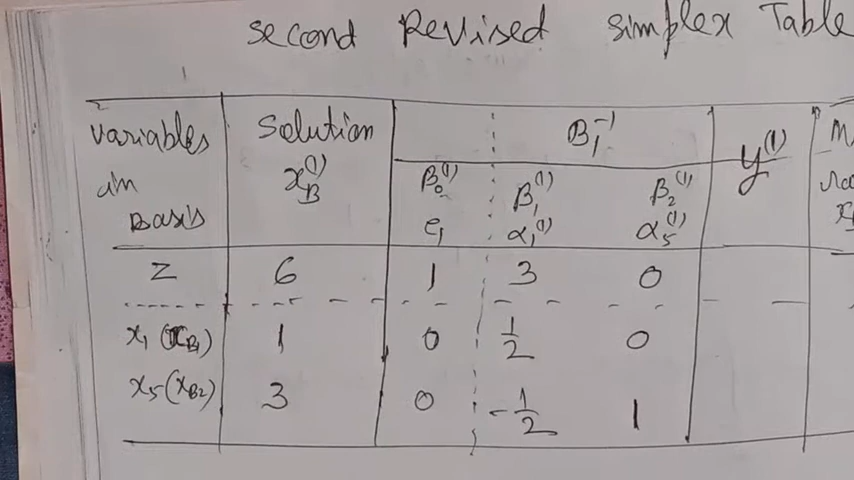 second Revised simplex Table
Variables in Basis | Solution x_B^(1) | B_1^-1 | y^(1)
β_0^(1) β_1^(1) β_2^(1)
e_1 α_1^(1) α_5^(1)
Z 6 1 3 0
x_1 (x_B1) 1 0 1/2 0
x_5 (x_B2) 3 0 -1/2 1